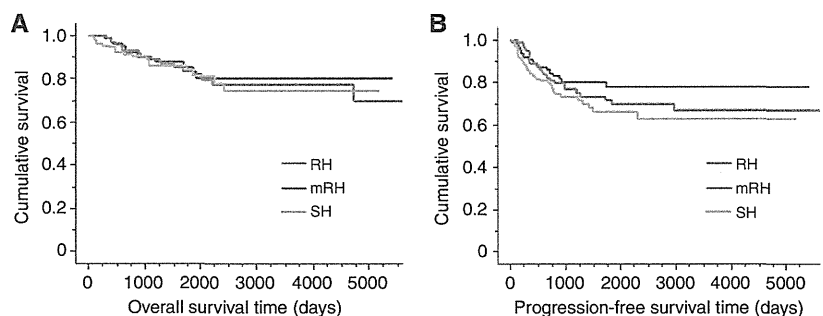 A
1.0
0.8
0.6
0.4
0.2
0
Cumulative survival
RH
mRH
SH
0 1000 2000 3000 4000 5000
Overall survival time (days)
B
1.0
0.8
0.6
0.4
0.2
0
Cumulative survival
RH
mRH
SH
0 1000 2000 3000 4000 5000
Progression-free survival time (days)